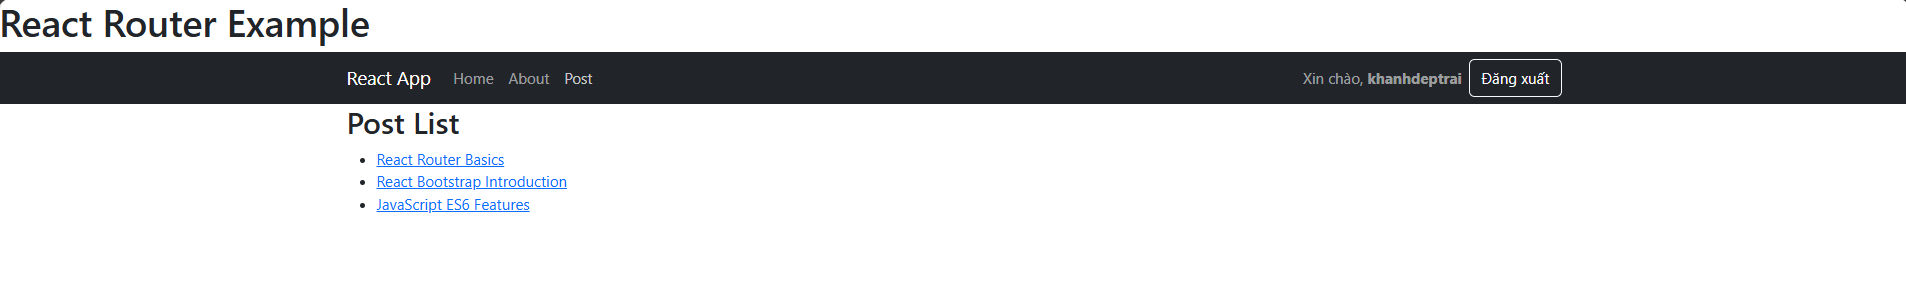 React Router Example
React App Home About Post Xin chào, khanhdeptrai Đăng xuất
Post List
React Router Basics
React Bootstrap Introduction
JavaScript ES6 Features